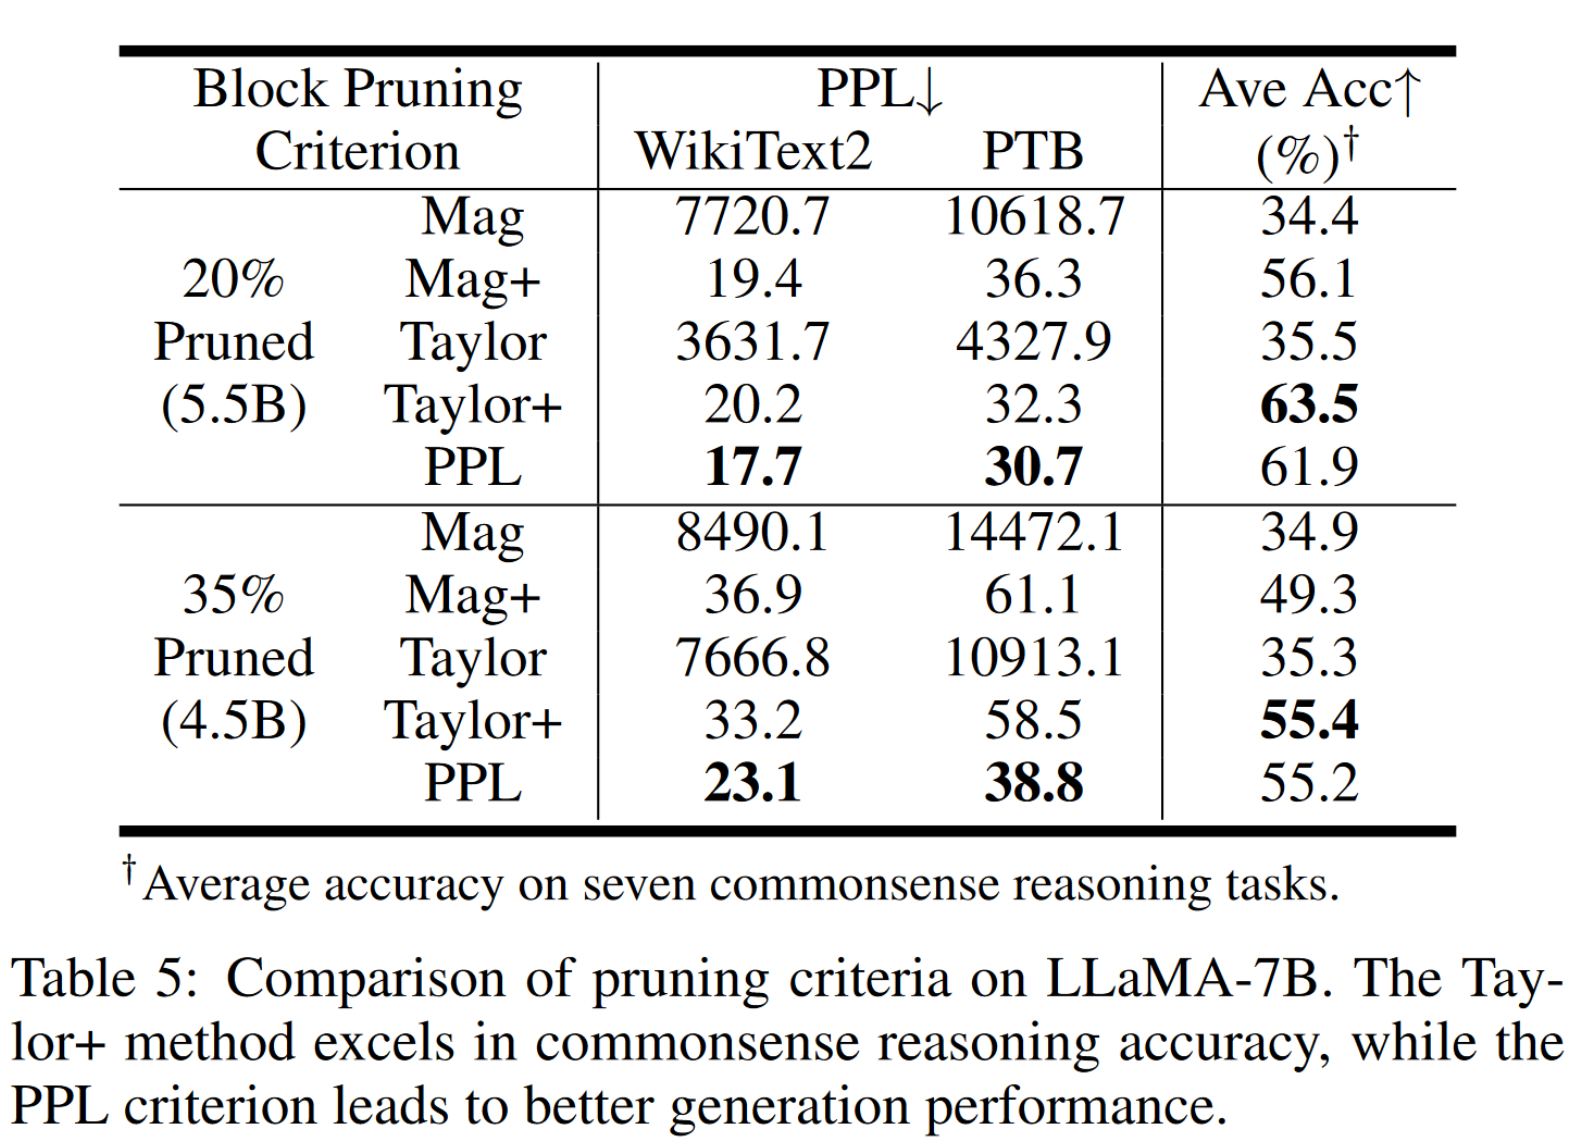 Block Pruning PPL↓ Ave Acc↑
Criterion WikiText2 PTB (%)†
Mag 7720.7 10618.7 34.4
20% Mag+ 19.4 36.3 56.1
Pruned Taylor 3631.7 4327.9 35.5
(5.5B) Taylor+ 20.2 32.3 63.5
PPL 17.7 30.7 61.9
Mag 8490.1 14472.1 34.9
35% Mag+ 36.9 61.1 49.3
Pruned Taylor 7666.8 10913.1 35.3
(4.5B) Taylor+ 33.2 58.5 55.4
PPL 23.1 38.8 55.2
†Average accuracy on seven commonsense reasoning tasks.
Table 5: Comparison of pruning criteria on LLaMA-7B. The Tay-
lor+ method excels in commonsense reasoning accuracy, while the
PPL criterion leads to better generation performance.